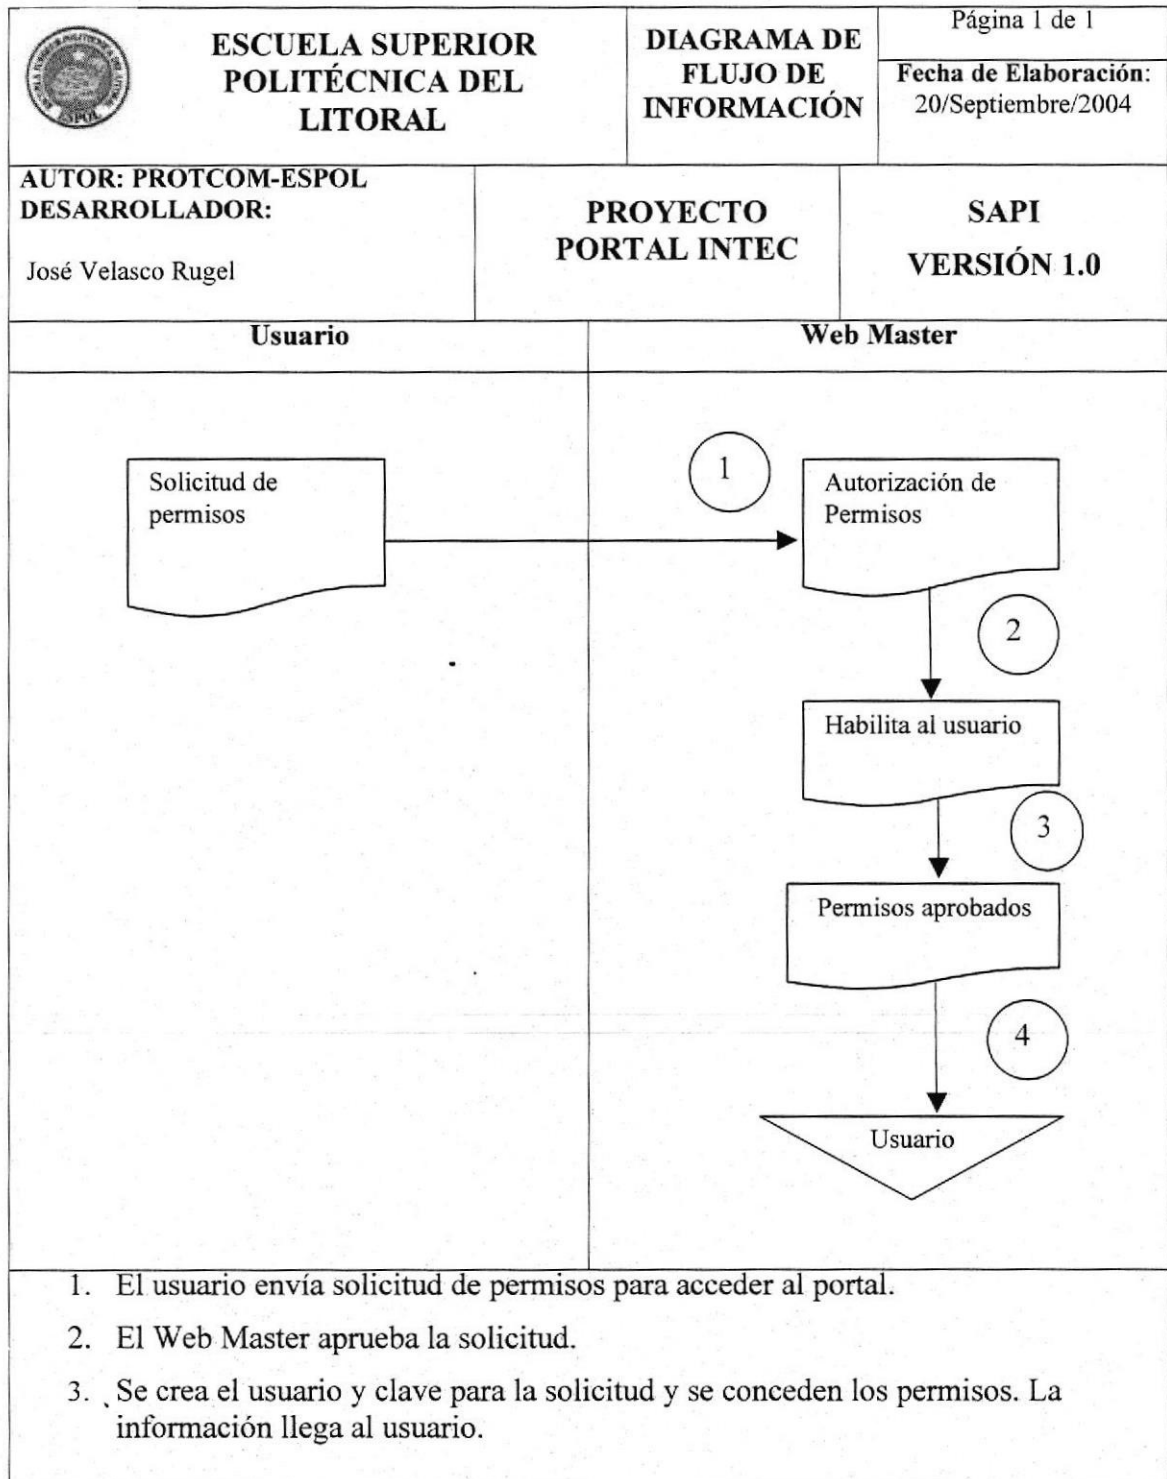 ESPOL
ESCUELA SUPERIOR
POLITÉCNICA DEL
LITORAL
DIAGRAMA DE
FLUJO DE
INFORMACIÓN
Página 1 de 1
Fecha de Elaboración:
20/Septiembre/2004
AUTOR: PROTCOM-ESPOL
DESARROLLADOR:
José Velasco Rugel
PROYECTO
PORTAL INTEC
SAPI
VERSIÓN 1.0
Usuario
Web Master
Solicitud de
permisos
1
Autorización de
Permisos
2
Habilita al usuario
3
Permisos aprobados
4
Usuario
1. El usuario envía solicitud de permisos para acceder al portal.
2. El Web Master aprueba la solicitud.
3. Se crea el usuario y clave para la solicitud y se conceden los permisos. La
información llega al usuario.